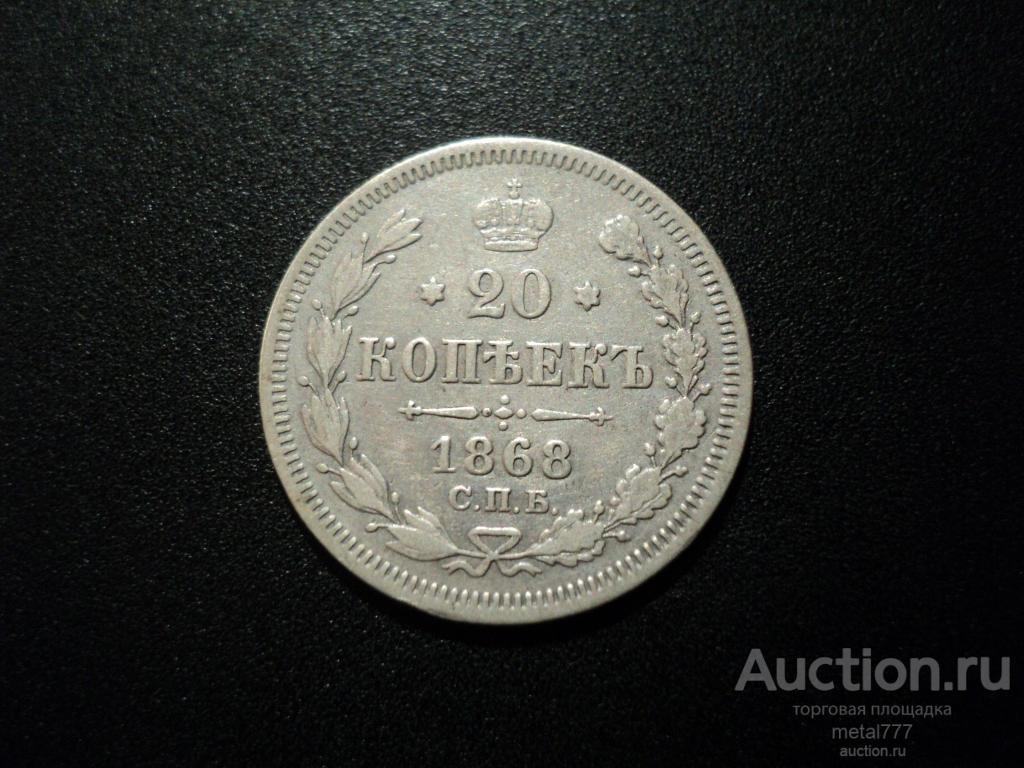 20
КОПѢЕКЪ
1868
С.П.Б.
Auction.ru
торговая площадка
metal777
auction.ru